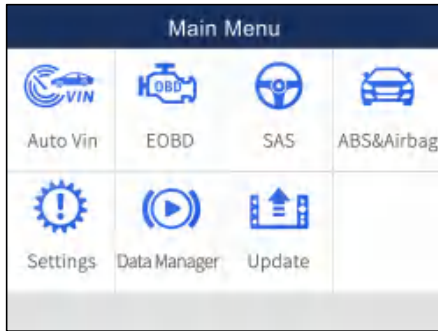 Main Menu
VIN
OBD
Auto Vin
EOBD
SAS
ABS&Airbag
Settings
Data Manager
Update